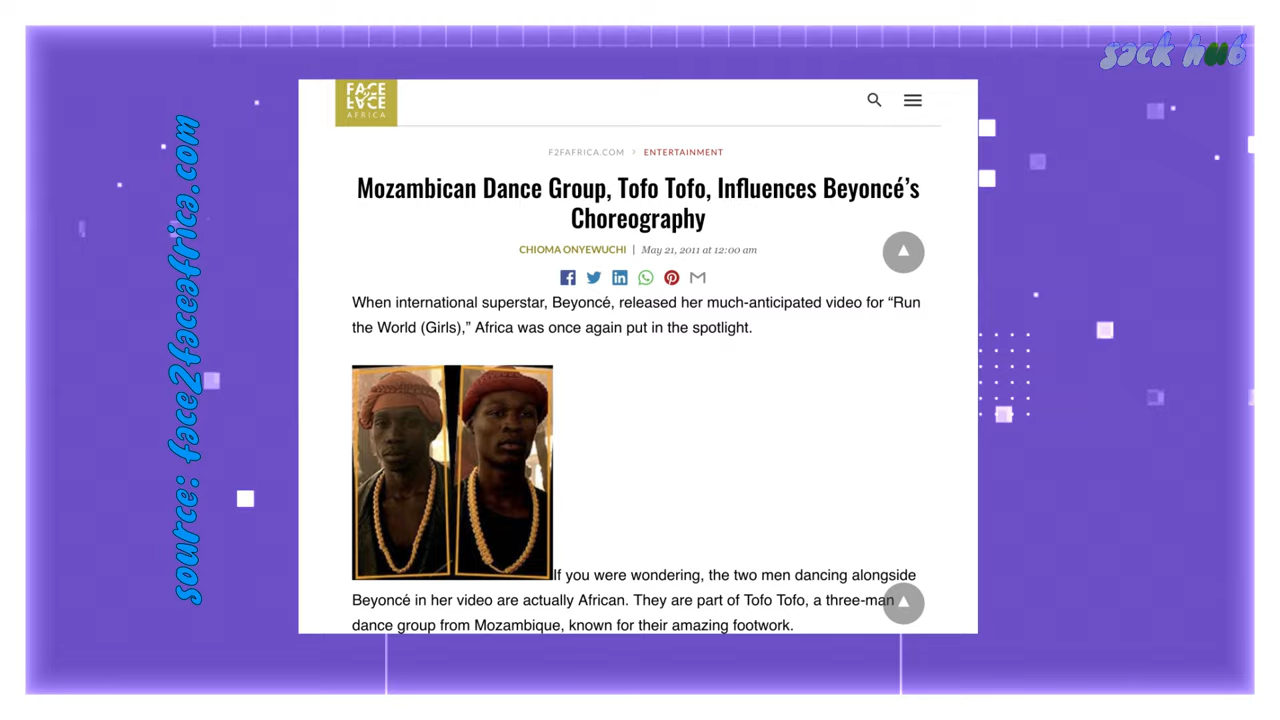 sack hub
source: face2faceafrica.com
FACE
2
FACE
AFRICA
F2FAFRICA.COM > ENTERTAINMENT
Mozambican Dance Group, Tofo Tofo, Influences Beyoncé’s
Choreography
CHIOMA ONYEWUCHI | May 21, 2011 at 12:00 am
When international superstar, Beyoncé, released her much-anticipated video for “Run
the World (Girls),” Africa was once again put in the spotlight.
If you were wondering, the two men dancing alongside
Beyoncé in her video are actually African. They are part of Tofo Tofo, a three-man
dance group from Mozambique, known for their amazing footwork.